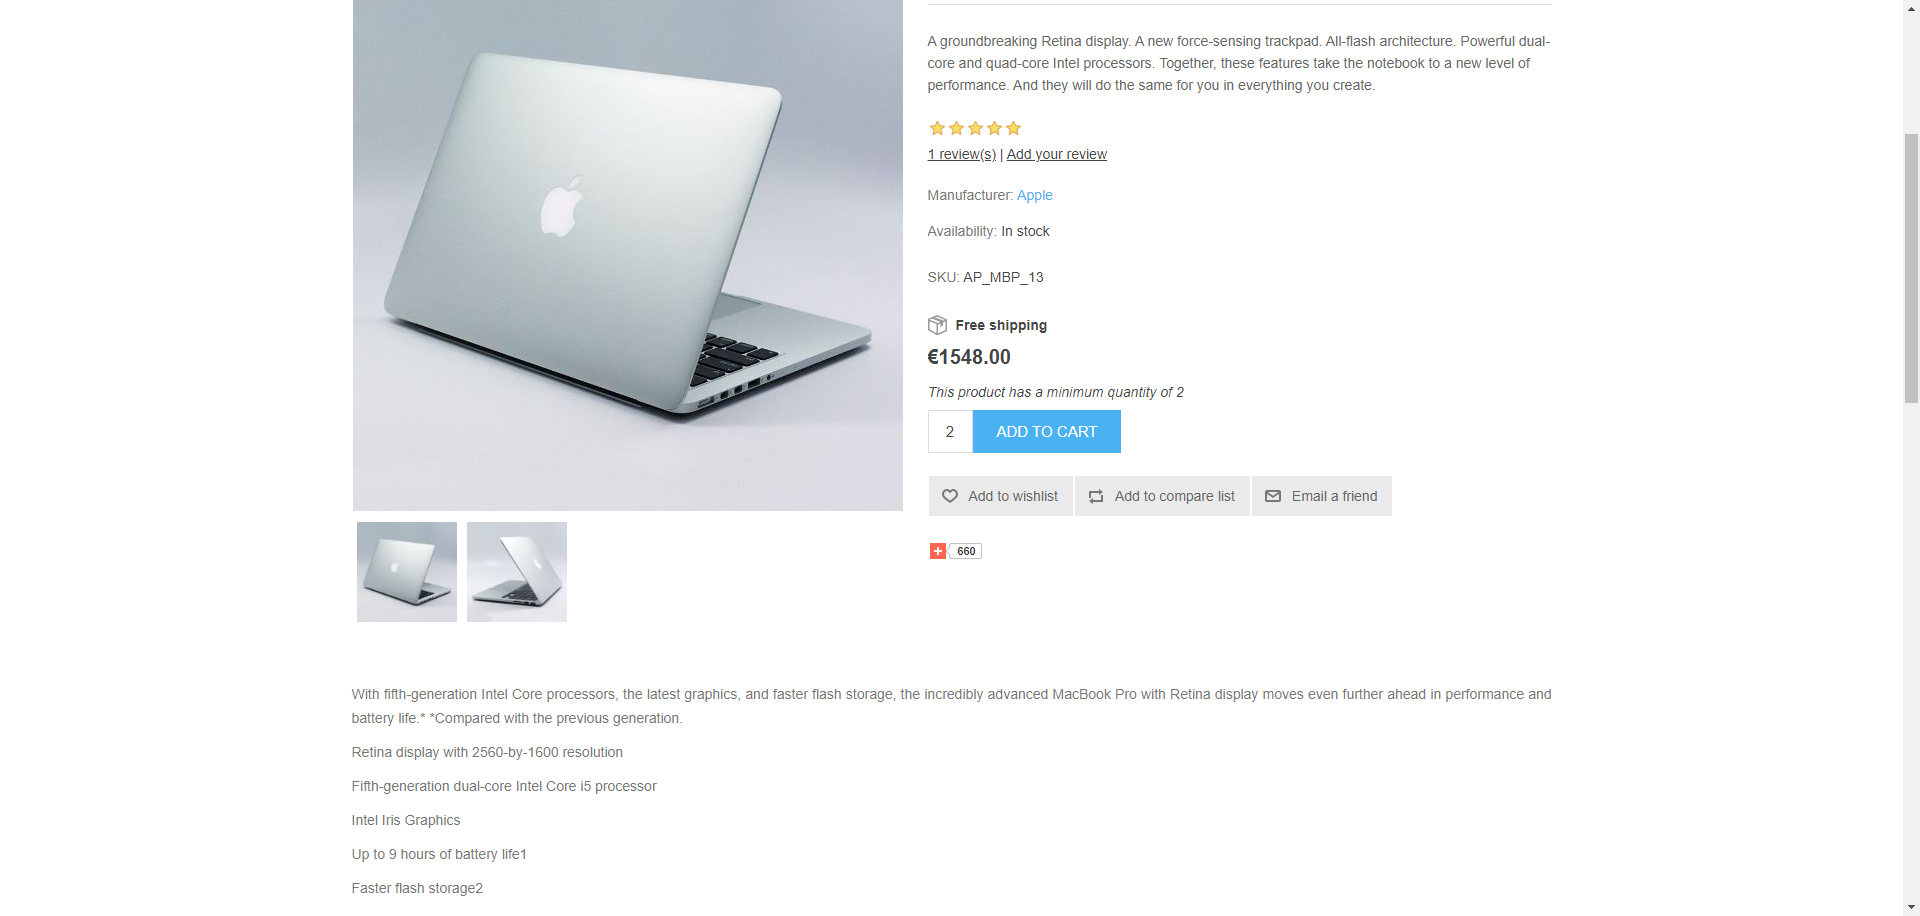 A groundbreaking Retina display. A new force-sensing trackpad. All-flash architecture. Powerful dual-
core and quad-core Intel processors. Together, these features take the notebook to a new level of
performance. And they will do the same for you in everything you create.
1 review(s) | Add your review
Manufacturer: Apple
Availability: In stock
SKU: AP_MBP_13
Free shipping
€1548.00
This product has a minimum quantity of 2
2 ADD TO CART
Add to wishlist Add to compare list Email a friend
660
With fifth-generation Intel Core processors, the latest graphics, and faster flash storage, the incredibly advanced MacBook Pro with Retina display moves even further ahead in performance and
battery life.* *Compared with the previous generation.
Retina display with 2560-by-1600 resolution
Fifth-generation dual-core Intel Core i5 processor
Intel Iris Graphics
Up to 9 hours of battery life1
Faster flash storage2